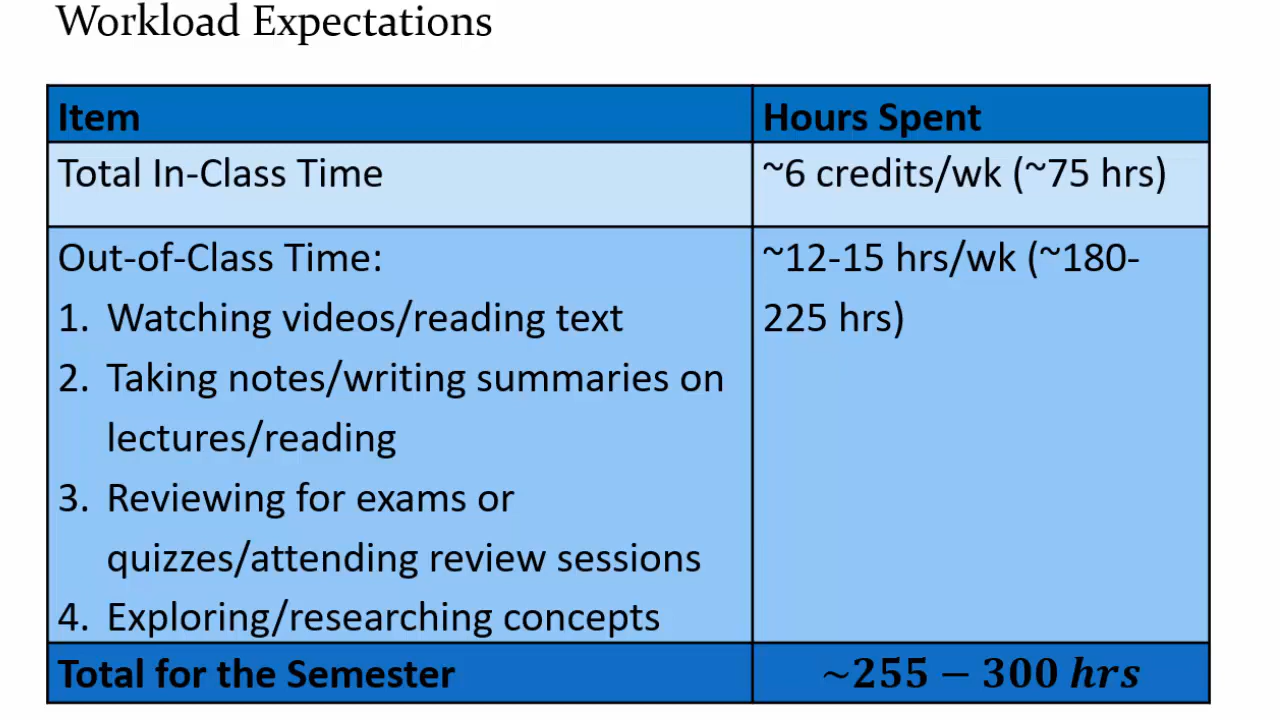 Workload Expectations
Item
Hours Spent
Total In-Class Time
~6 credits/wk (~75 hrs)
Out-of-Class Time:
1. Watching videos/reading text
2. Taking notes/writing summaries on
lectures/reading
3. Reviewing for exams or
quizzes/attending review sessions
4. Exploring/researching concepts
~12-15 hrs/wk (~180-
225 hrs)
Total for the Semester
~255 – 300 hrs